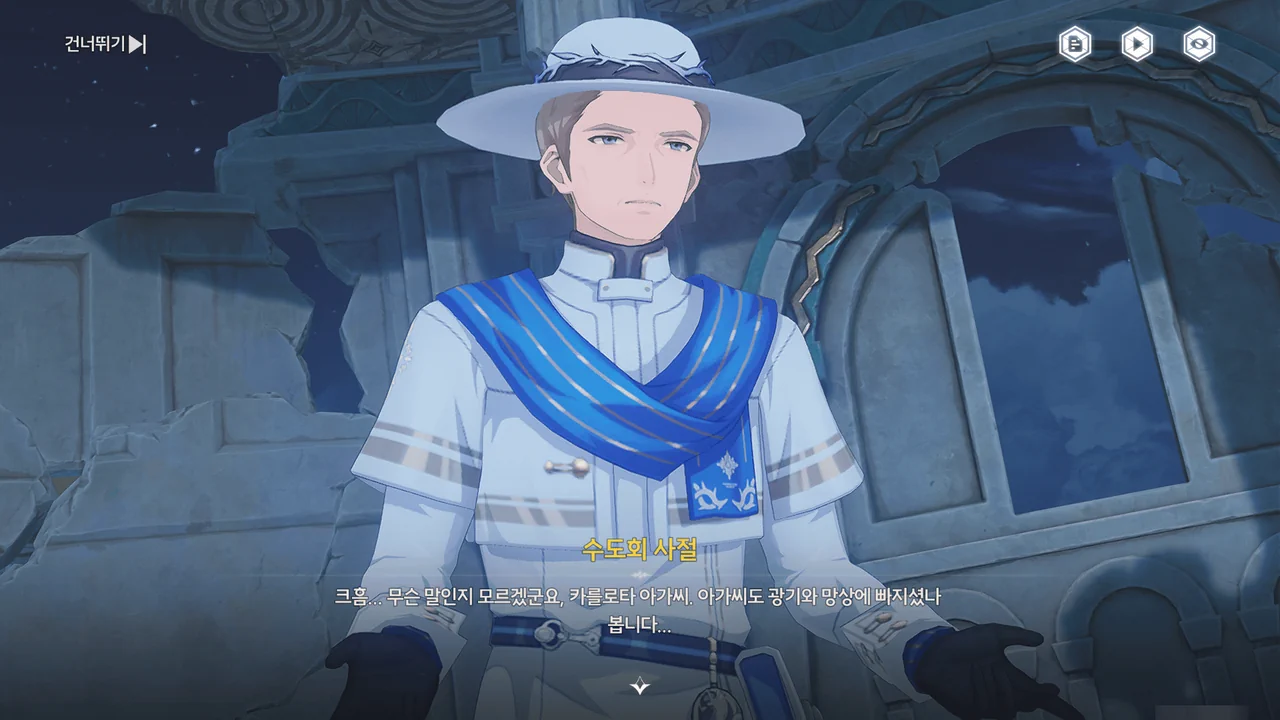 건너뛰기
수도회 사절
크흠... 무슨 말인지 모르겠군요, 카를로타 아가씨. 아가씨도 광기와 망상에 빠지셨나
봅니다...